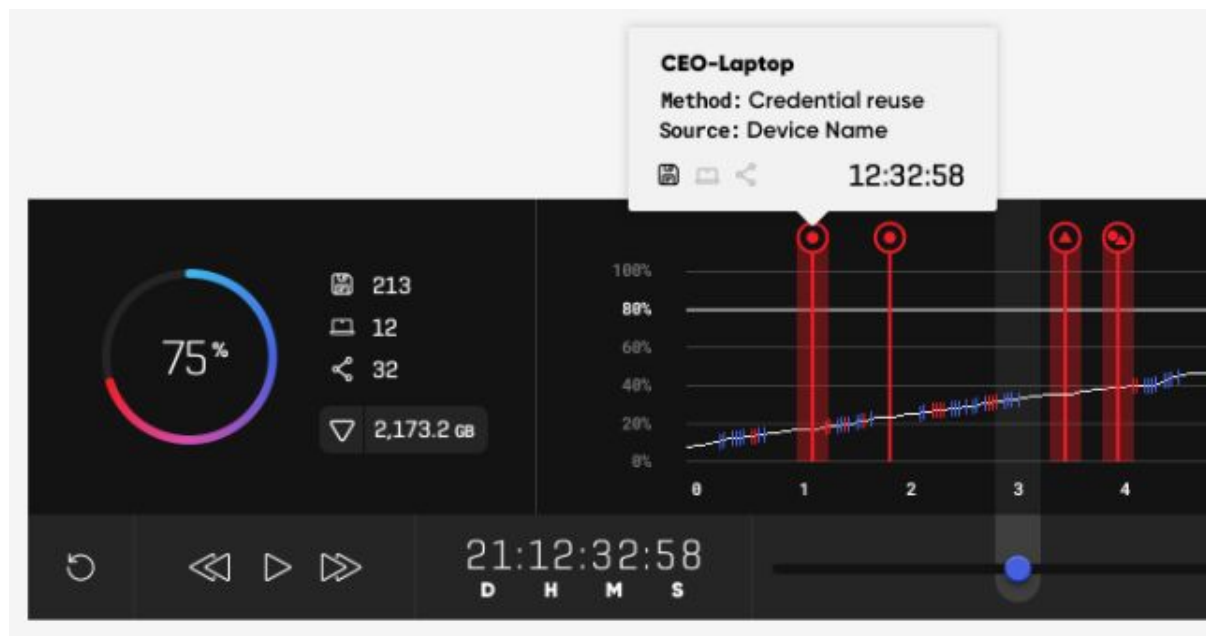 CEO-Laptop
Method: Credential reuse
Source: Device Name
12:32:58
75%
213
12
32
2,173.2 GB
100%
80%
60%
40%
20%
0%
0 1 2 3 4
21:12:32:58
D H M S